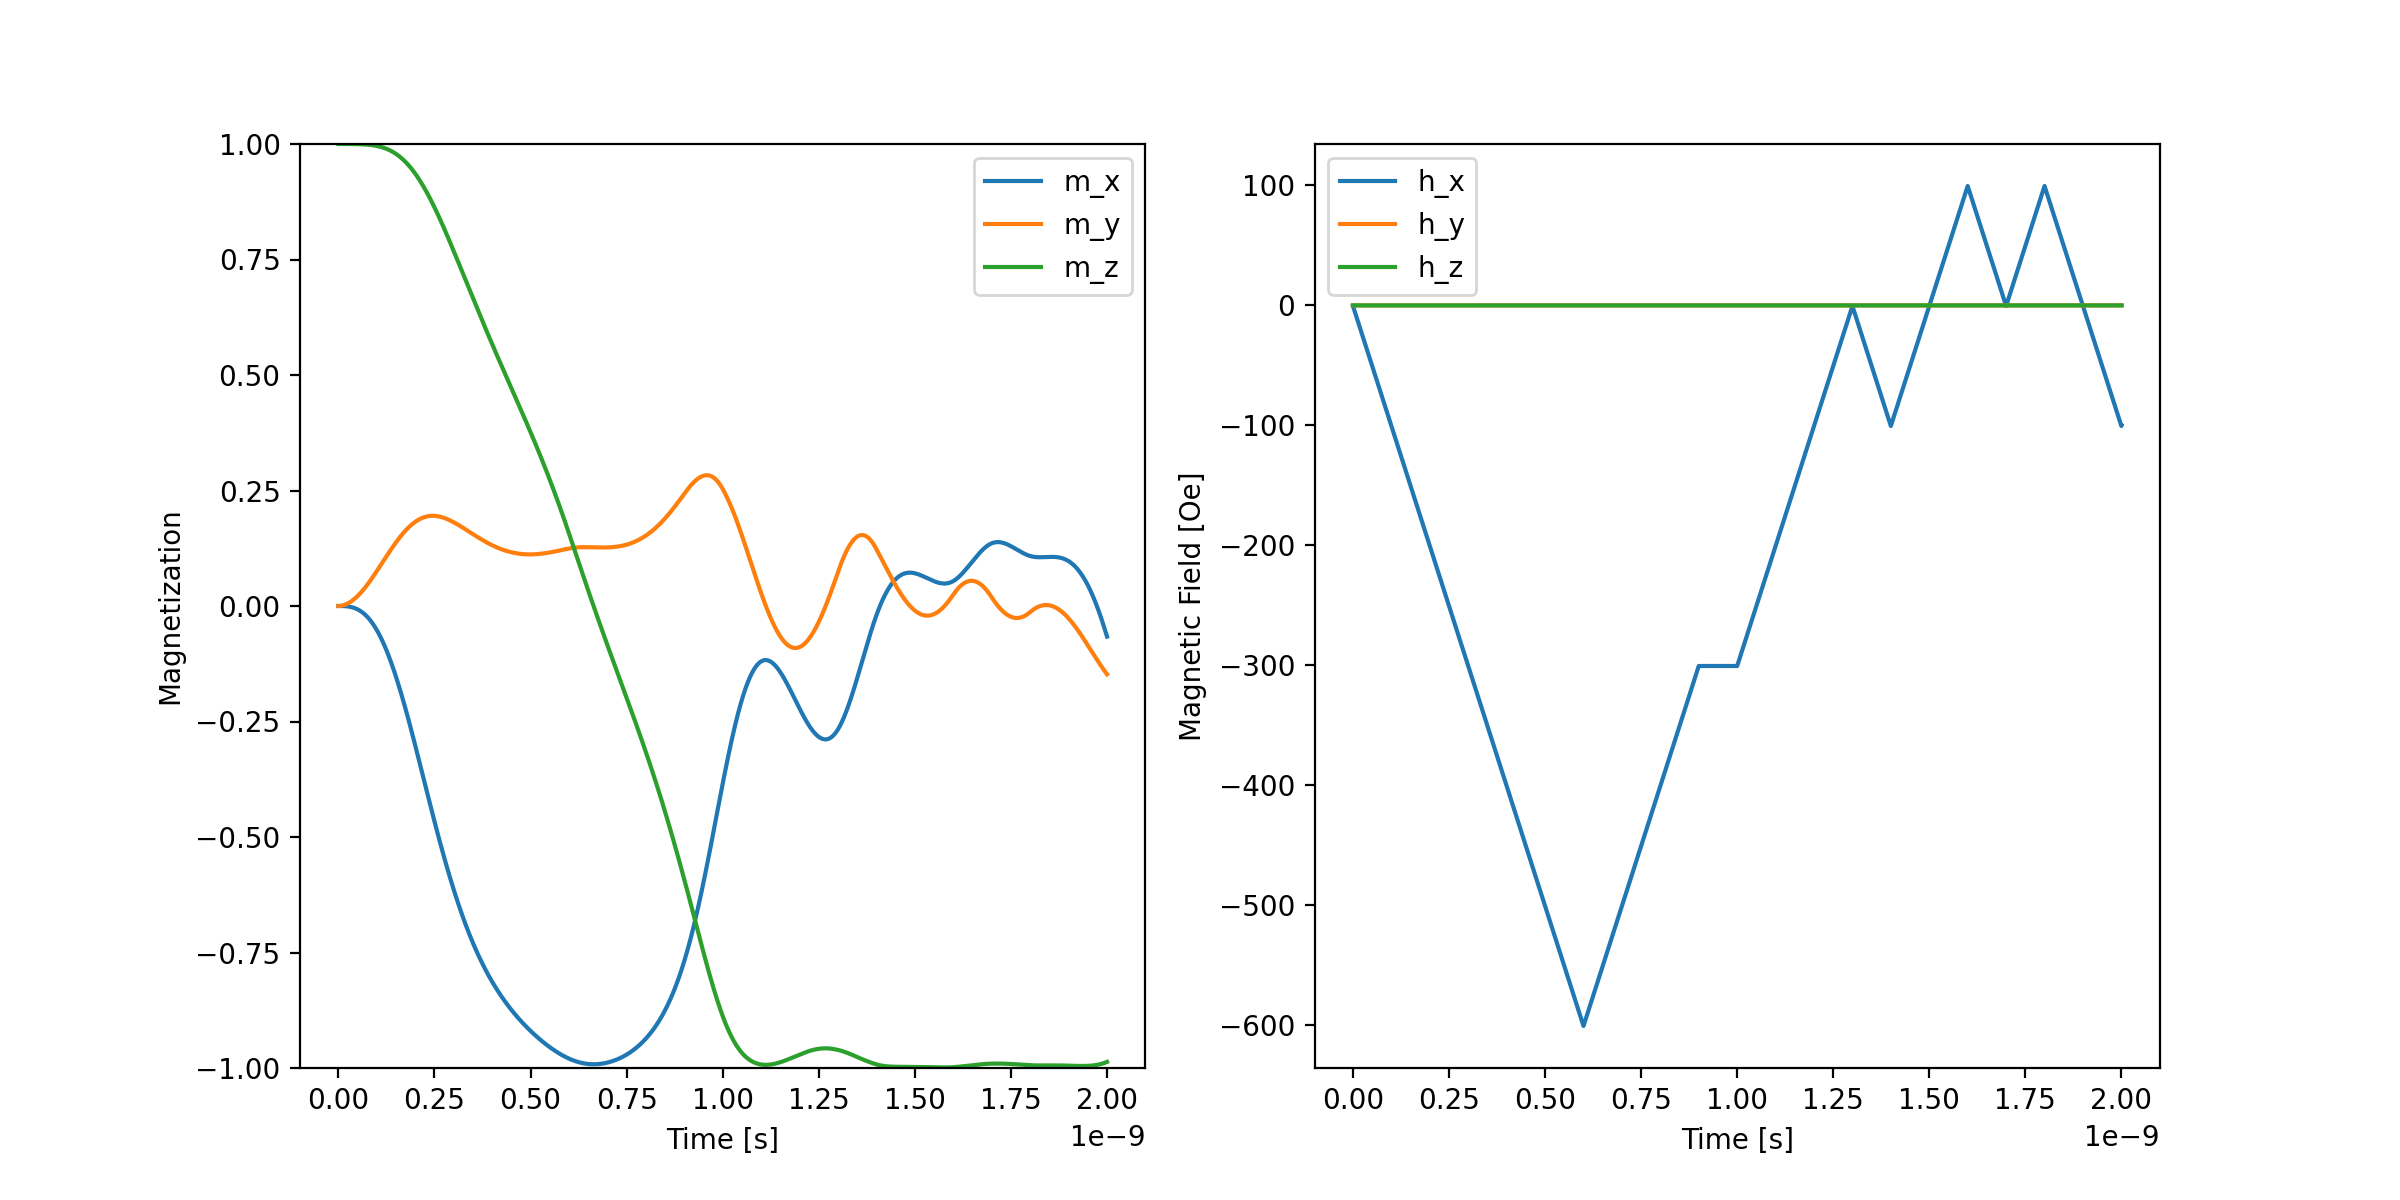 1.00
0.75
0.50
0.25
0.00
−0.25
−0.50
−0.75
−1.00
Magnetization
m_x
m_y
m_z
0.00 0.25 0.50 0.75 1.00 1.25 1.50 1.75 2.00
Time [s]
1e−9
100
0
−100
−200
−300
−400
−500
−600
Magnetic Field [Oe]
h_x
h_y
h_z
0.00 0.25 0.50 0.75 1.00 1.25 1.50 1.75 2.00
Time [s]
1e−9